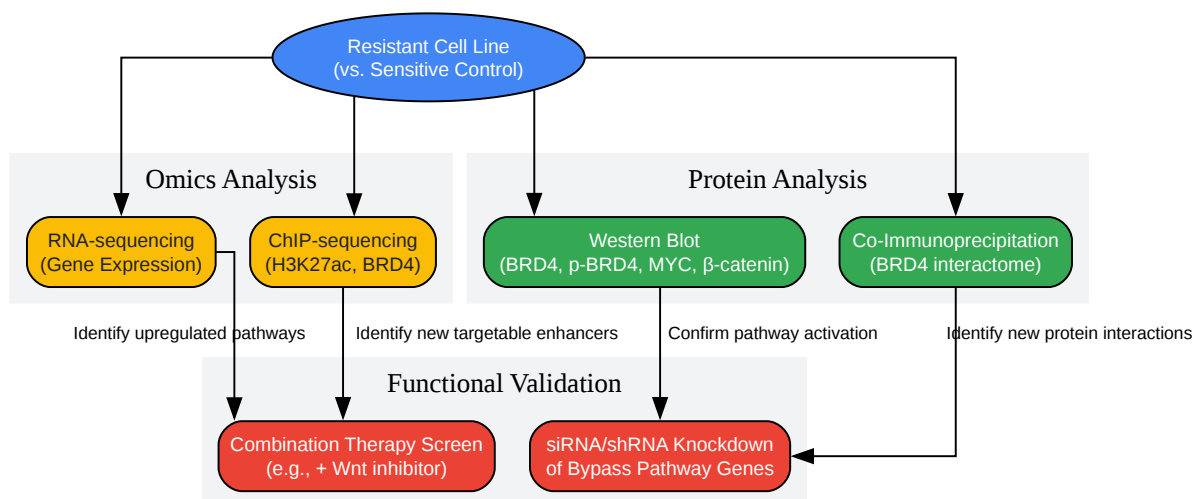 Resistant Cell Line
(vs. Sensitive Control)
Omics Analysis
Protein Analysis
RNA-sequencing
(Gene Expression)
ChIP-sequencing
(H3K27ac, BRD4)
Western Blot
(BRD4, p-BRD4, MYC, β-catenin)
Co-Immunoprecipitation
(BRD4 interactome)
Identify upregulated pathways
Identify new targetable enhancers
Confirm pathway activation
Identify new protein interactions
Functional Validation
Combination Therapy Screen
(e.g., + Wnt inhibitor)
siRNA/shRNA Knockdown
of Bypass Pathway Genes